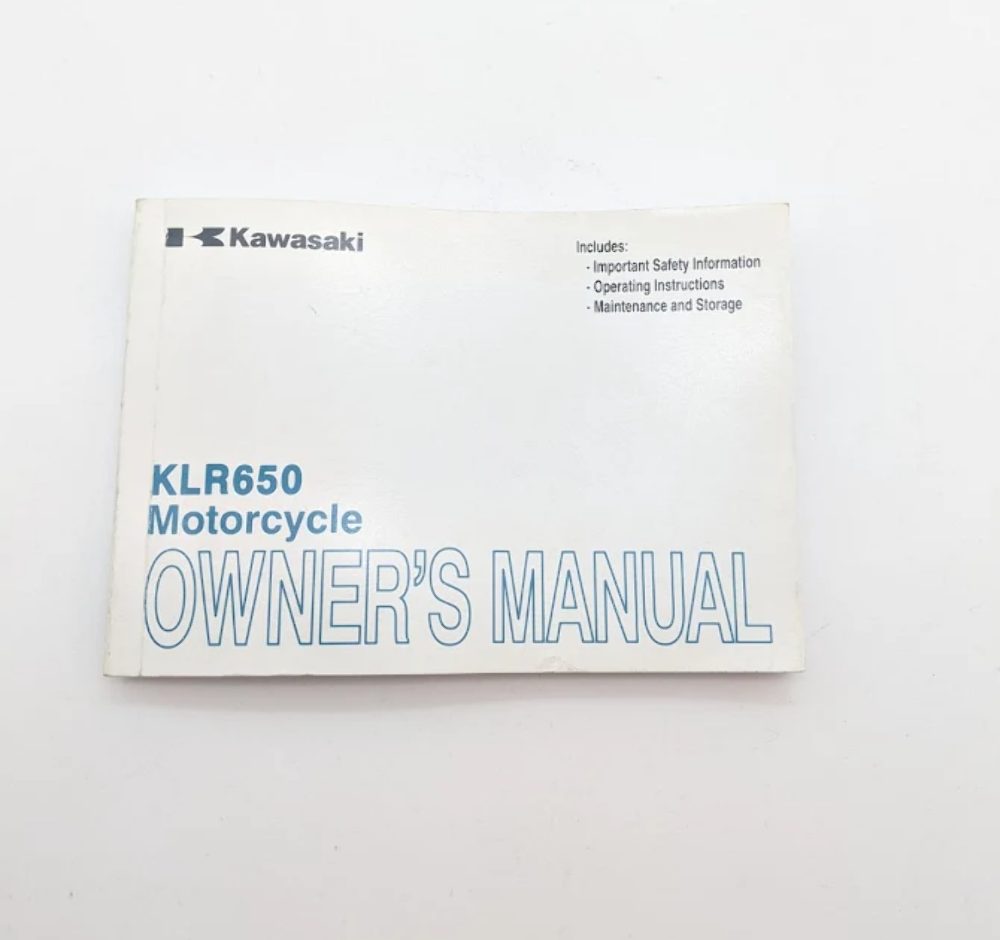 Kawasaki
Includes:
- Important Safety Information
- Operating Instructions
- Maintenance and Storage
KLR650
Motorcycle
OWNER'S MANUAL